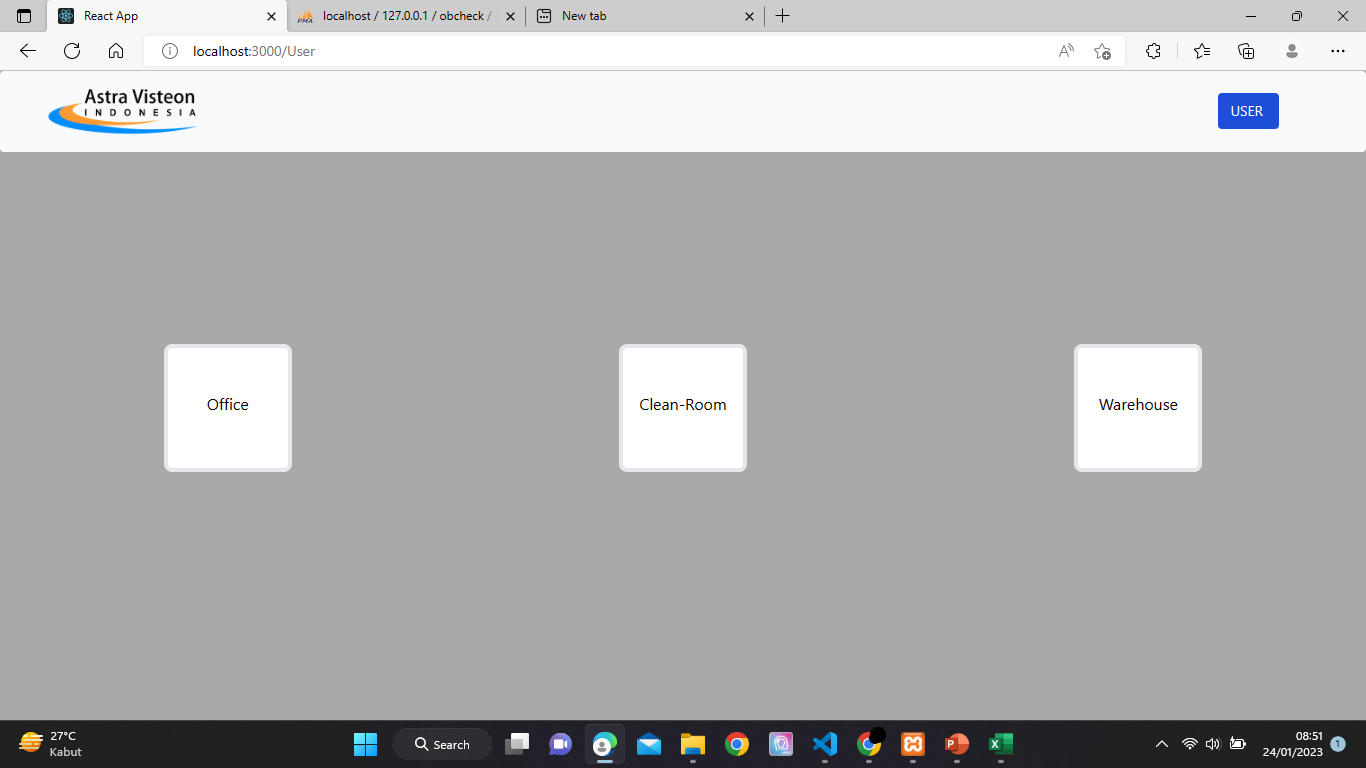 React App
localhost / 127.0.0.1 / obcheck /
New tab
localhost:3000/User
Astra Visteon
INDONESIA
USER
Office
Clean-Room
Warehouse
27°C
Kabut
Search
08:51
24/01/2023
1